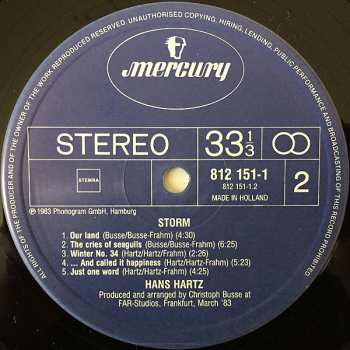 ALL RIGHTS OF THE PRODUCER AND OF THE OWNER OF THE WORK REPRODUCED RESERVED. UNAUTHORISED COPYING, HIRING, LENDING, PUBLIC PERFORMANCE AND BROADCASTING OF THIS RECORD PROHIBITED.
mercury
STEREO
33 1/3
STEMRA
812 151-1
812 151-1.2
MADE IN HOLLAND
2
℗ 1983 Phonogram GmbH, Hamburg
STORM
1. Our land (Busse/Busse-Frahm) (4:30)
2. The cries of seagulls (Busse/Busse-Frahm) (6:25)
3. Winter No. 34 (Hartz/Hartz-Frahm) (3:26)
4. ... And called it happiness (Hartz/Hartz-Frahm) (5:23)
5. Just one word (Hartz/Hartz-Frahm) (4:25)
HANS HARTZ
Produced and arranged by Christoph Busse at
FAR-Studios, Frankfurt, March '83